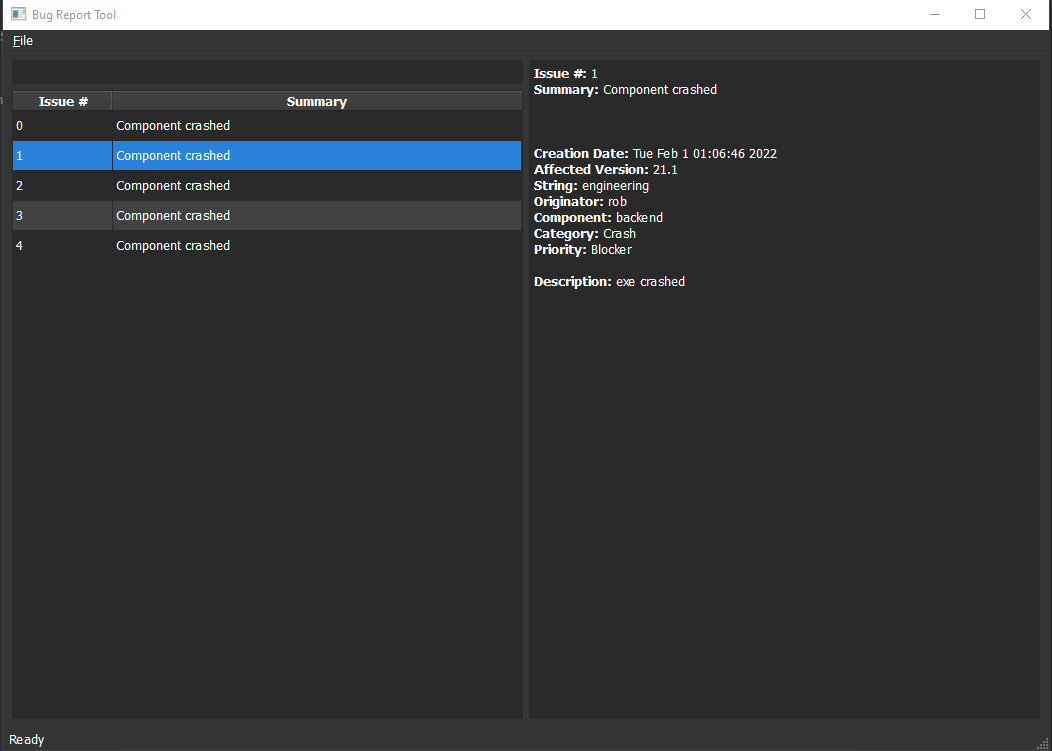 Bug Report Tool
File
Issue # Summary
0 Component crashed
1 Component crashed
2 Component crashed
3 Component crashed
4 Component crashed
Issue #: 1
Summary: Component crashed
Creation Date: Tue Feb 1 01:06:46 2022
Affected Version: 21.1
String: engineering
Originator: rob
Component: backend
Category: Crash
Priority: Blocker
Description: exe crashed
Ready